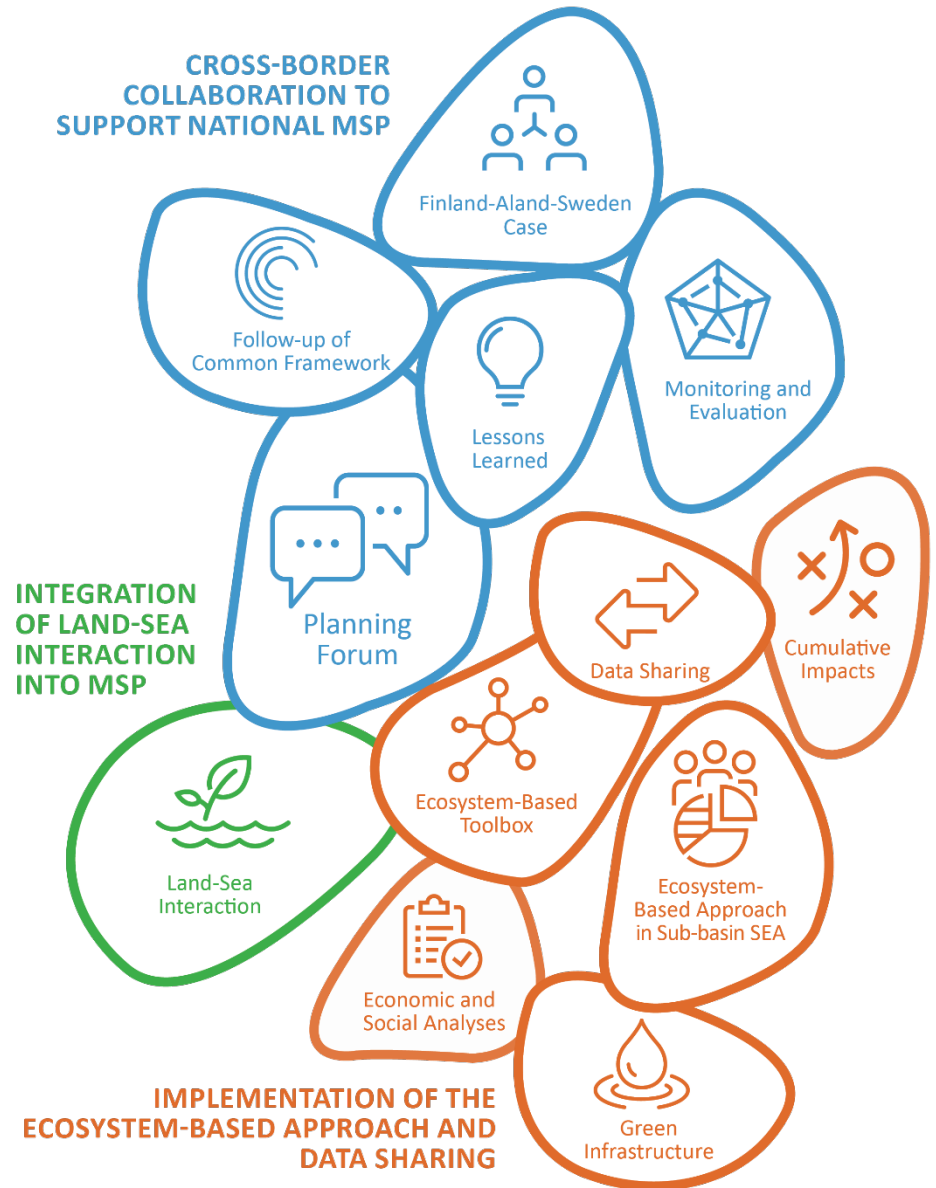 CROSS-BORDER
COLLABORATION TO
SUPPORT NATIONAL MSP
Finland-Aland-Sweden
Case
Follow-up of
Common Framework
Monitoring and
Evaluation
Lessons
Learned
Planning
Forum
INTEGRATION
OF LAND-SEA
INTERACTION
INTO MSP
Data Sharing
Cumulative
Impacts
Ecosystem-Based
Toolbox
Land-Sea
Interaction
Ecosystem-
Based Approach
in Sub-basin SEA
Economic and
Social Analyses
IMPLEMENTATION OF THE
ECOSYSTEM-BASED APPROACH AND
DATA SHARING
Green
Infrastructure